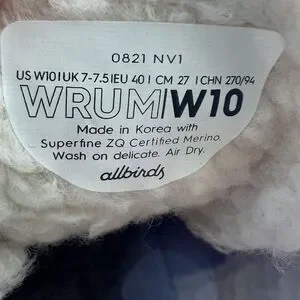 0821 NV1
US W10 | UK 7-7.5 | EU 40 | CM 27 | CHN 270/94
WRUM|W10
Made in Korea with
Superfine ZQ Certified Merino.
Wash on delicate. Air Dry.
allbirds